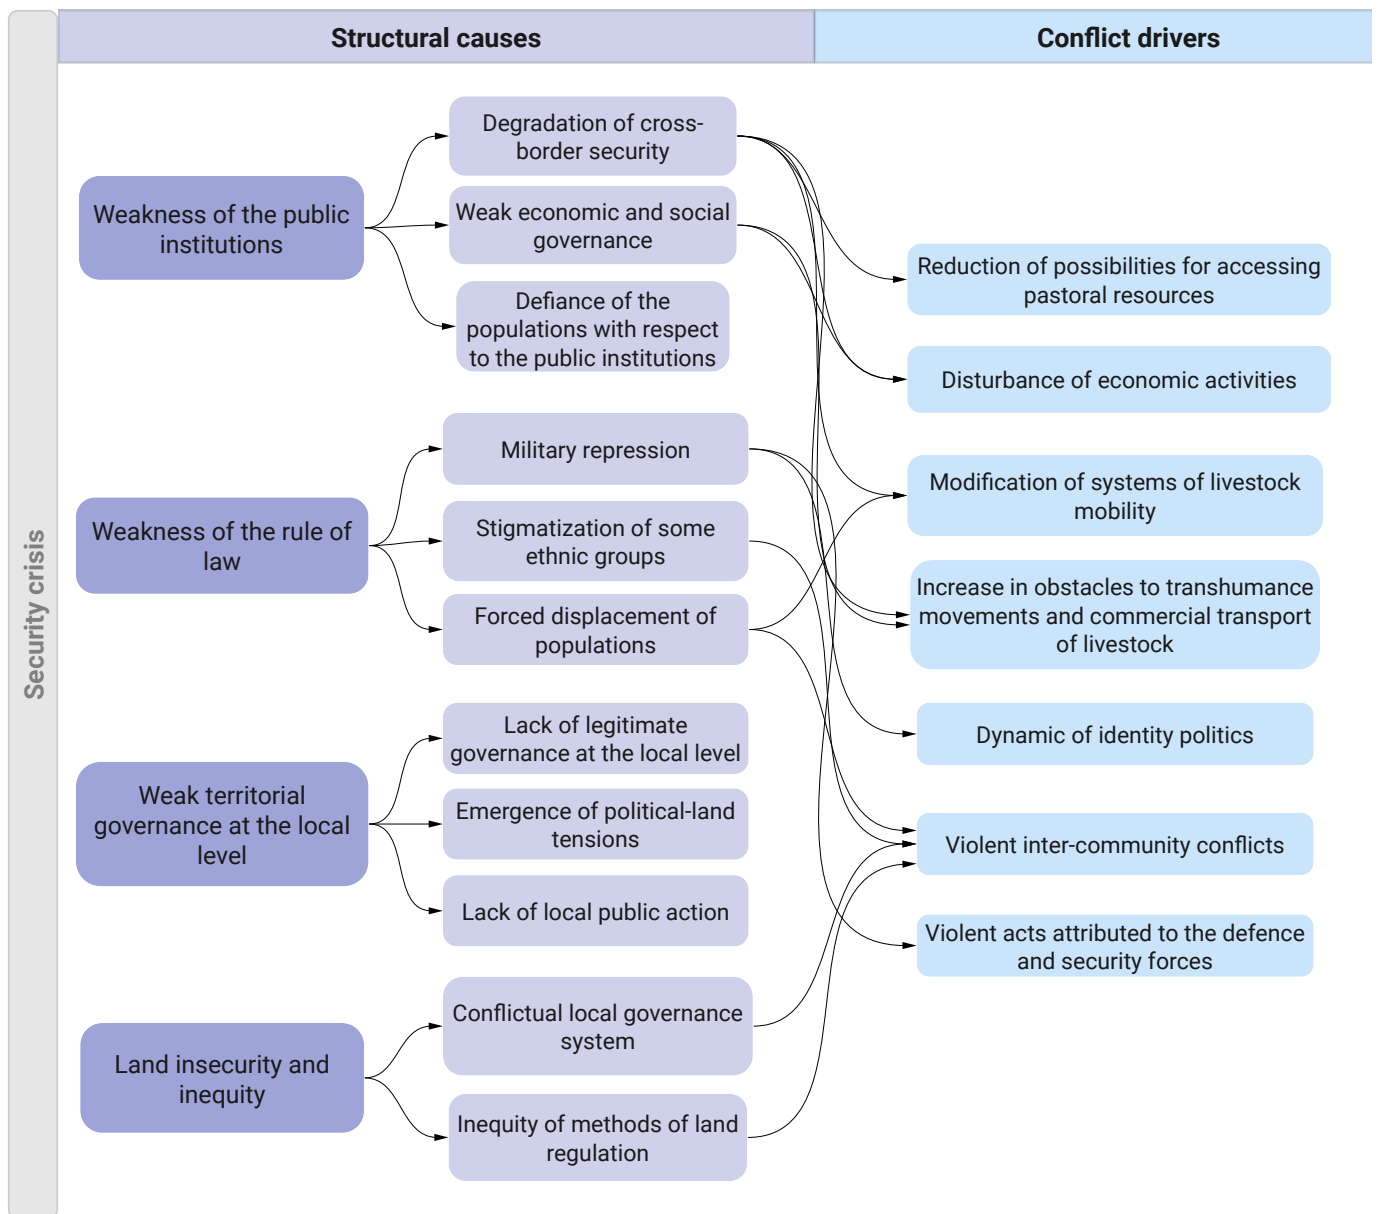 Structural causes
Conflict drivers
Security crisis
Weakness of the public
institutions
Degradation of cross-
border security
Weak economic and social
governance
Defiance of the
populations with respect
to the public institutions
Weakness of the rule of
law
Military repression
Stigmatization of some
ethnic groups
Forced displacement of
populations
Weak territorial
governance at the local
level
Lack of legitimate
governance at the local level
Emergence of political-land
tensions
Lack of local public action
Land insecurity and
inequity
Conflictual local governance
system
Inequity of methods of land
regulation
Reduction of possibilities for accessing
pastoral resources
Disturbance of economic activities
Modification of systems of livestock
mobility
Increase in obstacles to transhumance
movements and commercial transport
of livestock
Dynamic of identity politics
Violent inter-community conflicts
Violent acts attributed to the defence
and security forces